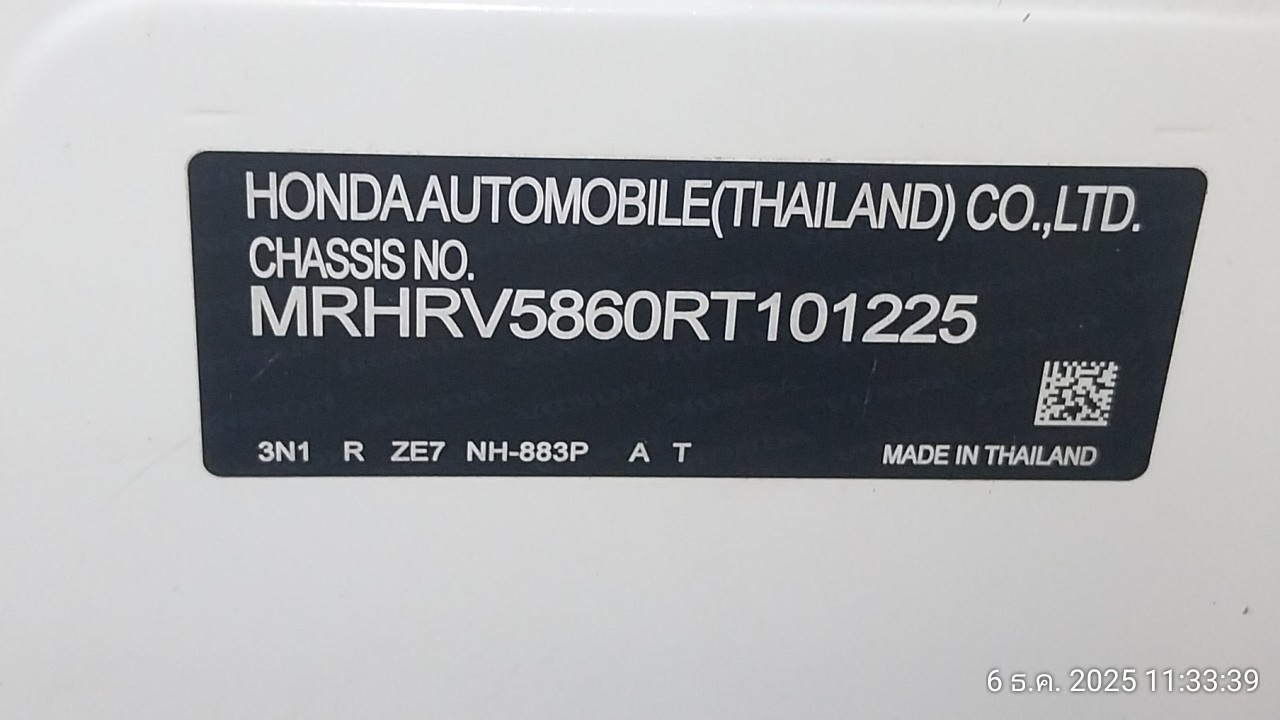 HONDA AUTOMOBILE (THAILAND) CO.,LTD.
CHASSIS NO.
MRHRV5860RT101225
3N1 R ZE7 NH-883P A T
MADE IN THAILAND
6 ธ.ค. 2025 11:33:39